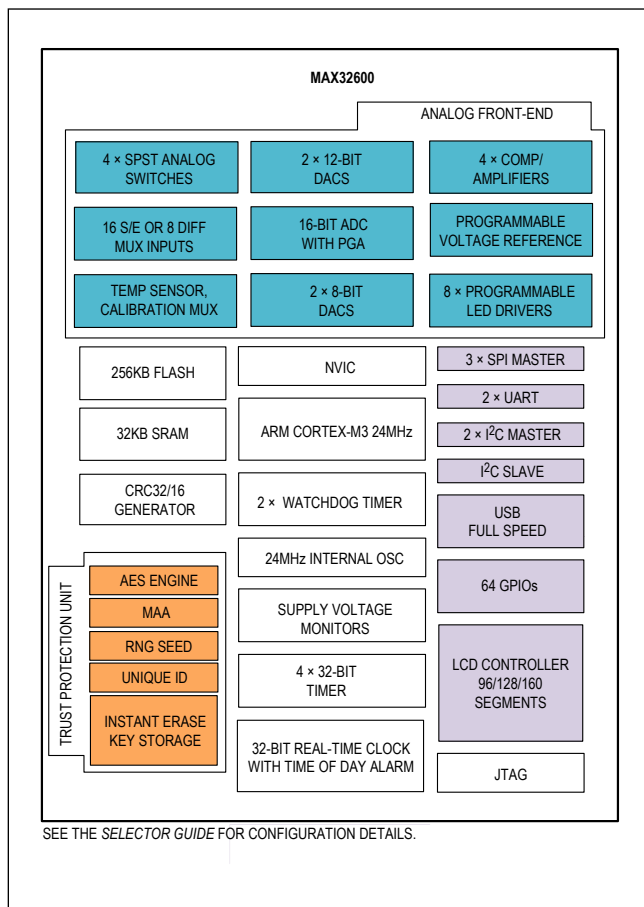 MAX32600
ANALOG FRONT-END
4 × SPST ANALOG
SWITCHES
2 × 12-BIT
DACS
4 × COMP/
AMPLIFIERS
16 S/E OR 8 DIFF
MUX INPUTS
16-BIT ADC
WITH PGA
PROGRAMMABLE
VOLTAGE REFERENCE
TEMP SENSOR,
CALIBRATION MUX
2 × 8-BIT
DACS
8 × PROGRAMMABLE
LED DRIVERS
256KB FLASH
32KB SRAM
CRC32/16
GENERATOR
TRUST PROTECTION UNIT
AES ENGINE
MAA
RNG SEED
UNIQUE ID
INSTANT ERASE
KEY STORAGE
NVIC
ARM CORTEX-M3 24MHz
2 × WATCHDOG TIMER
24MHz INTERNAL OSC
SUPPLY VOLTAGE
MONITORS
4 × 32-BIT
TIMER
32-BIT REAL-TIME CLOCK
WITH TIME OF DAY ALARM
3 × SPI MASTER
2 × UART
2 × I²C MASTER
I²C SLAVE
USB
FULL SPEED
64 GPIOs
LCD CONTROLLER
96/128/160
SEGMENTS
JTAG
SEE THE SELECTOR GUIDE FOR CONFIGURATION DETAILS.